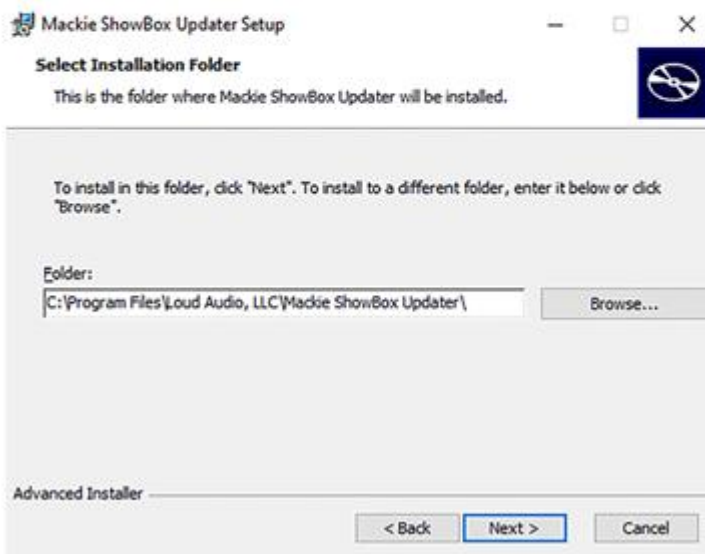 Mackie ShowBox Updater Setup
Select Installation Folder
This is the folder where Mackie ShowBox Updater will be installed.
To install in this folder, click "Next". To install to a different folder, enter it below or click
"Browse".
Folder:
C:\Program Files\Loud Audio, LLC\Mackie ShowBox Updater\
Browse...
Advanced Installer
< Back
Next >
Cancel